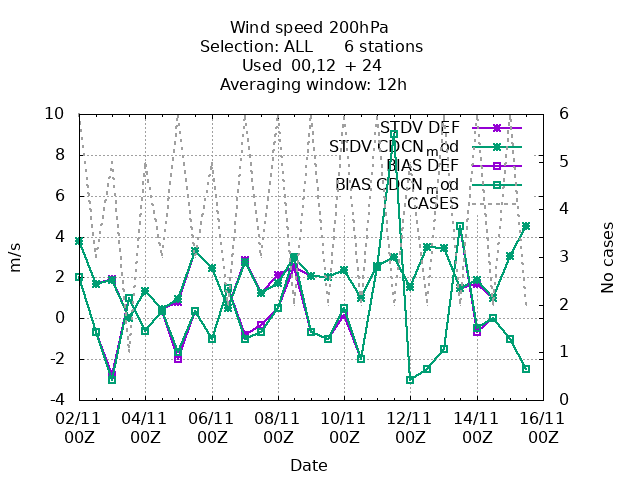 Wind speed 200hPa
Selection: ALL 6 stations
Used 00,12 + 24
Averaging window: 12h
10 6
STDV DEF
STDV CDCN_mod
8 5
BIAS DEF
6
BIAS CDCN_mod
4
CASES
4
m/s
No cases
2 3
0 2
-2 1
-4 0
02/11 04/11 06/11 08/11 10/11 12/11 14/11 16/11
00Z 00Z 00Z 00Z 00Z 00Z 00Z 00Z
Date